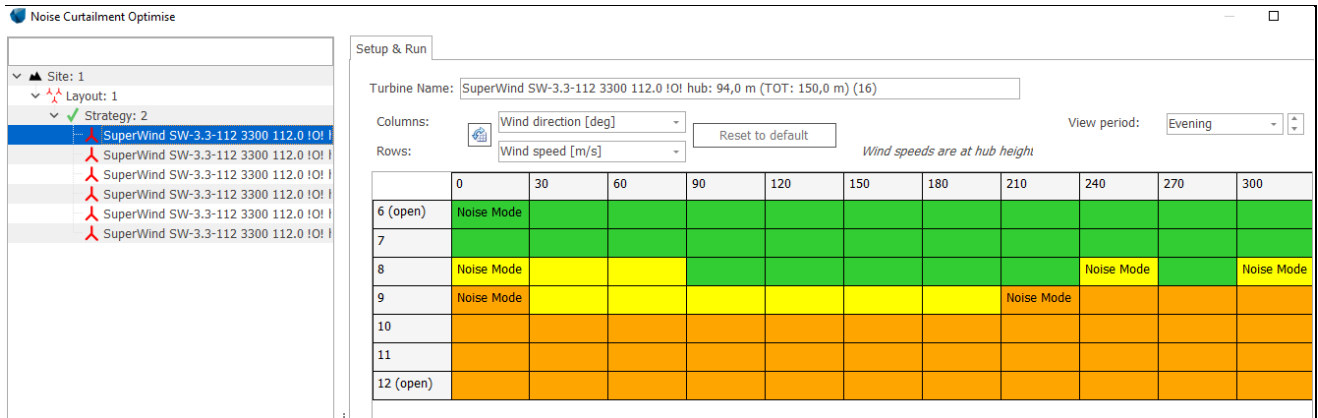 Noise Curtailment Optimise
Setup & Run
Site: 1
Layout: 1
Strategy: 2
SuperWind SW-3.3-112 3300 112.0 !O! h
SuperWind SW-3.3-112 3300 112.0 !O! h
SuperWind SW-3.3-112 3300 112.0 !O! h
SuperWind SW-3.3-112 3300 112.0 !O! h
SuperWind SW-3.3-112 3300 112.0 !O! h
SuperWind SW-3.3-112 3300 112.0 !O! h
Turbine Name: SuperWind SW-3.3-112 3300 112.0 !O! hub: 94,0 m (TOT: 150,0 m) (16)
Columns: Wind direction [deg] Reset to default View period: Evening
Rows: Wind speed [m/s] Wind speeds are at hub height
0 30 60 90 120 150 180 210 240 270 300
6 (open) Noise Mode
7
8 Noise Mode Noise Mode Noise Mode
9 Noise Mode Noise Mode
10
11
12 (open)